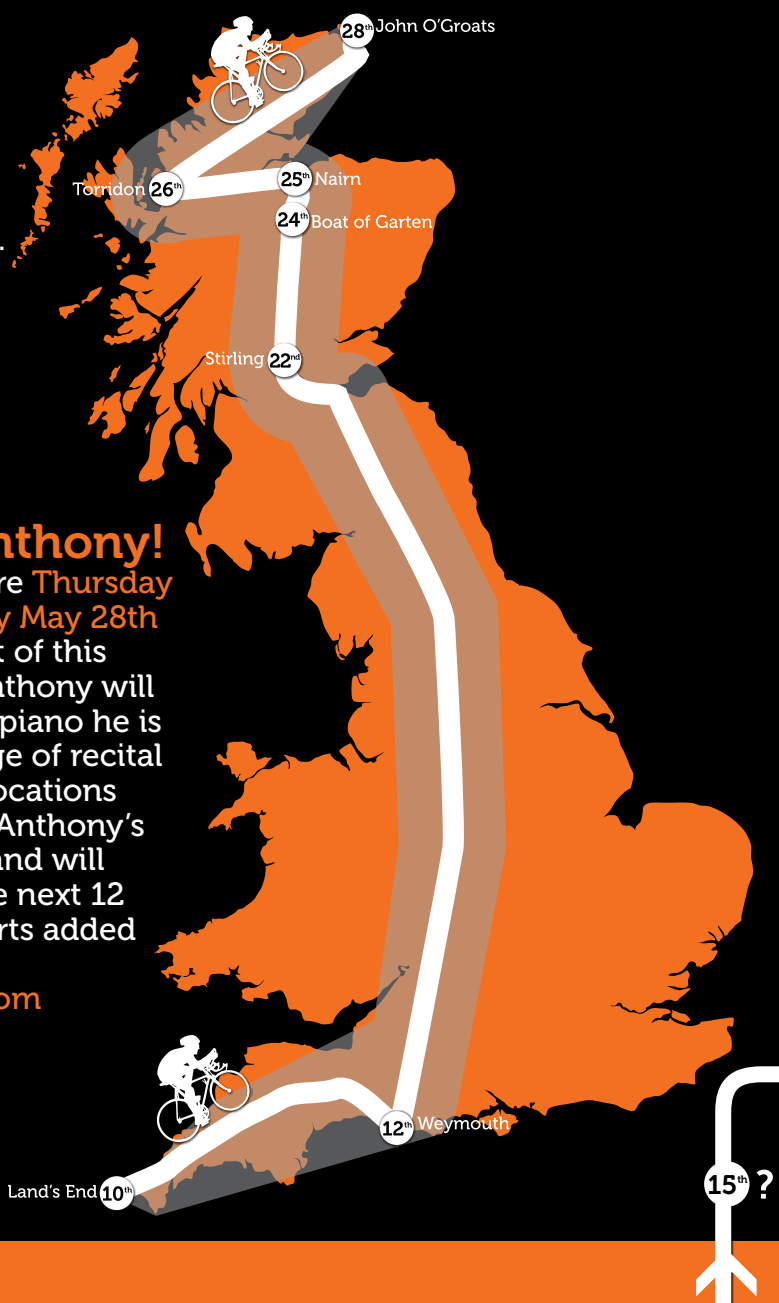 28th John O'Groats
Torridon 26th
25th Nairn
24th Boat of Garten
.
Stirling 22nd
nthony!
re Thursday
y May 28th
t of this
nthony will
piano he is
ge of recital
ocations
Anthony's
and will
e next 12
rts added
om
12th Weymouth
Land's End 10th
15th ?